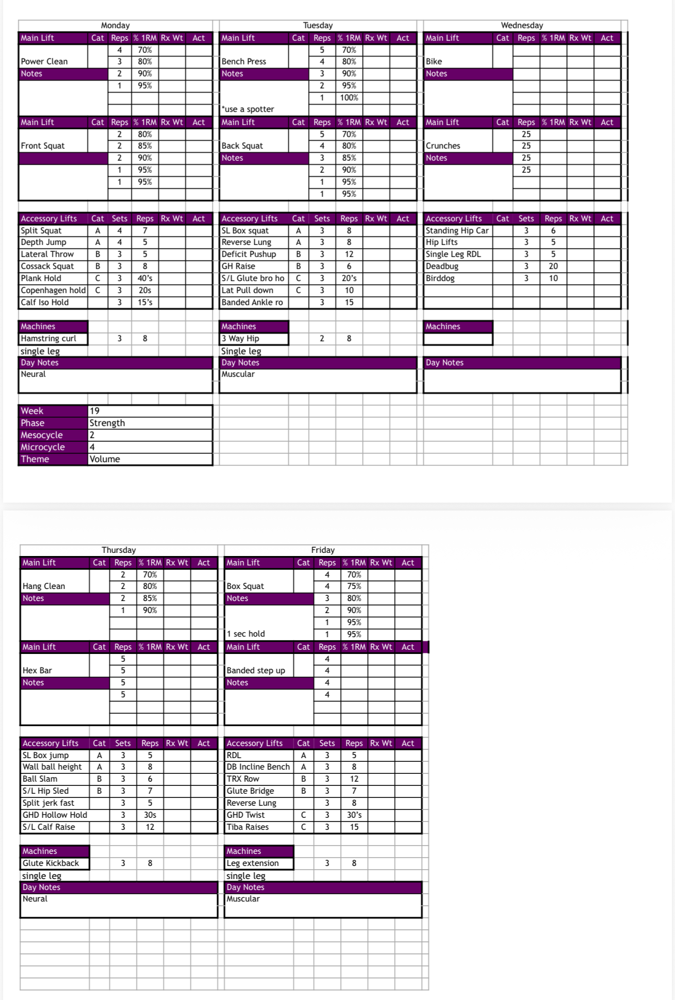 Monday Tuesday Wednesday
Main Lift Cat Reps % 1RM Rx Wt Act Main Lift Cat Reps % 1RM Rx Wt Act Main Lift Cat Reps % 1RM Rx Wt Act
4 70% 5 70%
Power Clean 3 80% Bench Press 4 80% Bike
Notes 2 90% Notes 3 90% Notes
1 95% 2 95%
1 100%
*use a spotter
Main Lift Cat Reps % 1RM Rx Wt Act Main Lift Cat Reps % 1RM Rx Wt Act Main Lift Cat Reps % 1RM Rx Wt Act
2 80% 5 70% 25
Front Squat 2 85% Back Squat 4 80% Crunches 25
2 90% Notes 3 85% Notes 25
1 95% 2 90% 25
1 95% 1 95%
1 95%
Accessory Lifts Cat Sets Reps Rx Wt Act Accessory Lifts Cat Sets Reps Rx Wt Act Accessory Lifts Cat Sets Reps Rx Wt Act
Split Squat A 4 7 SL Box squat A 3 8 Standing Hip Car 3 6
Depth Jump A 4 5 Reverse Lung A 3 8 Hip Lifts 3 5
Lateral Throw B 3 5 Deficit Pushup B 3 12 Single Leg RDL 3 5
Cossack Squat B 3 8 GH Raise B 3 6 Deadbug 3 20
Plank Hold C 3 40’s S/L Glute bro ho C 3 20’s Birddog 3 10
Copenhagen hold C 3 20s Lat Pull down C 3 10
Calf Iso Hold 3 15’s Banded Ankle ro 3 15
Machines Machines Machines
Hamstring curl 3 8 3 Way Hip 2 8
single leg Single leg
Day Notes Day Notes Day Notes
Neural Muscular
Week 19
Phase Strength
Mesocycle 2
Microcycle 4
Theme Volume
Thursday Friday
Main Lift Cat Reps % 1RM Rx Wt Act Main Lift Cat Reps % 1RM Rx Wt Act
2 70% 4 70%
Hang Clean 2 80% Box Squat 4 75%
Notes 2 85% Notes 3 80%
1 90% 2 90%
1 95%
1 sec hold 1 95%
Main Lift Cat Reps % 1RM Rx Wt Act Main Lift Cat Reps % 1RM Rx Wt Act
5 4
Hex Bar 5 Banded step up 4
Notes 5 Notes 4
5 4
Accessory Lifts Cat Sets Reps Rx Wt Act Accessory Lifts Cat Sets Reps Rx Wt Act
SL Box jump A 3 5 RDL A 3 5
Wall ball height A 3 8 DB Incline Bench A 3 8
Ball Slam B 3 6 TRX Row B 3 12
S/L Hip Sled B 3 7 Glute Bridge B 3 7
Split jerk fast 3 5 Reverse Lung 3 8
GHD Hollow Hold 3 30s GHD Twist C 3 30’s
S/L Calf Raise 3 12 Tiba Raises C 3 15
Machines Machines
Glute Kickback 3 8 Leg extension 3 8
single leg single leg
Day Notes Day Notes
Neural Muscular